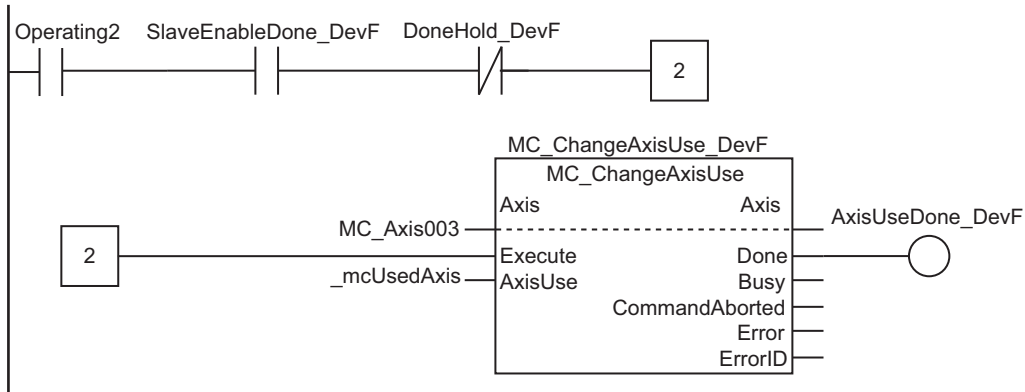 Operating2 SlaveEnableDone_DevF DoneHold_DevF
2
MC_ChangeAxisUse_DevF
MC_ChangeAxisUse
Axis Axis
MC_Axis003
AxisUseDone_DevF
2
Execute Done
_mcUsedAxis
AxisUse Busy
CommandAborted
Error
ErrorID